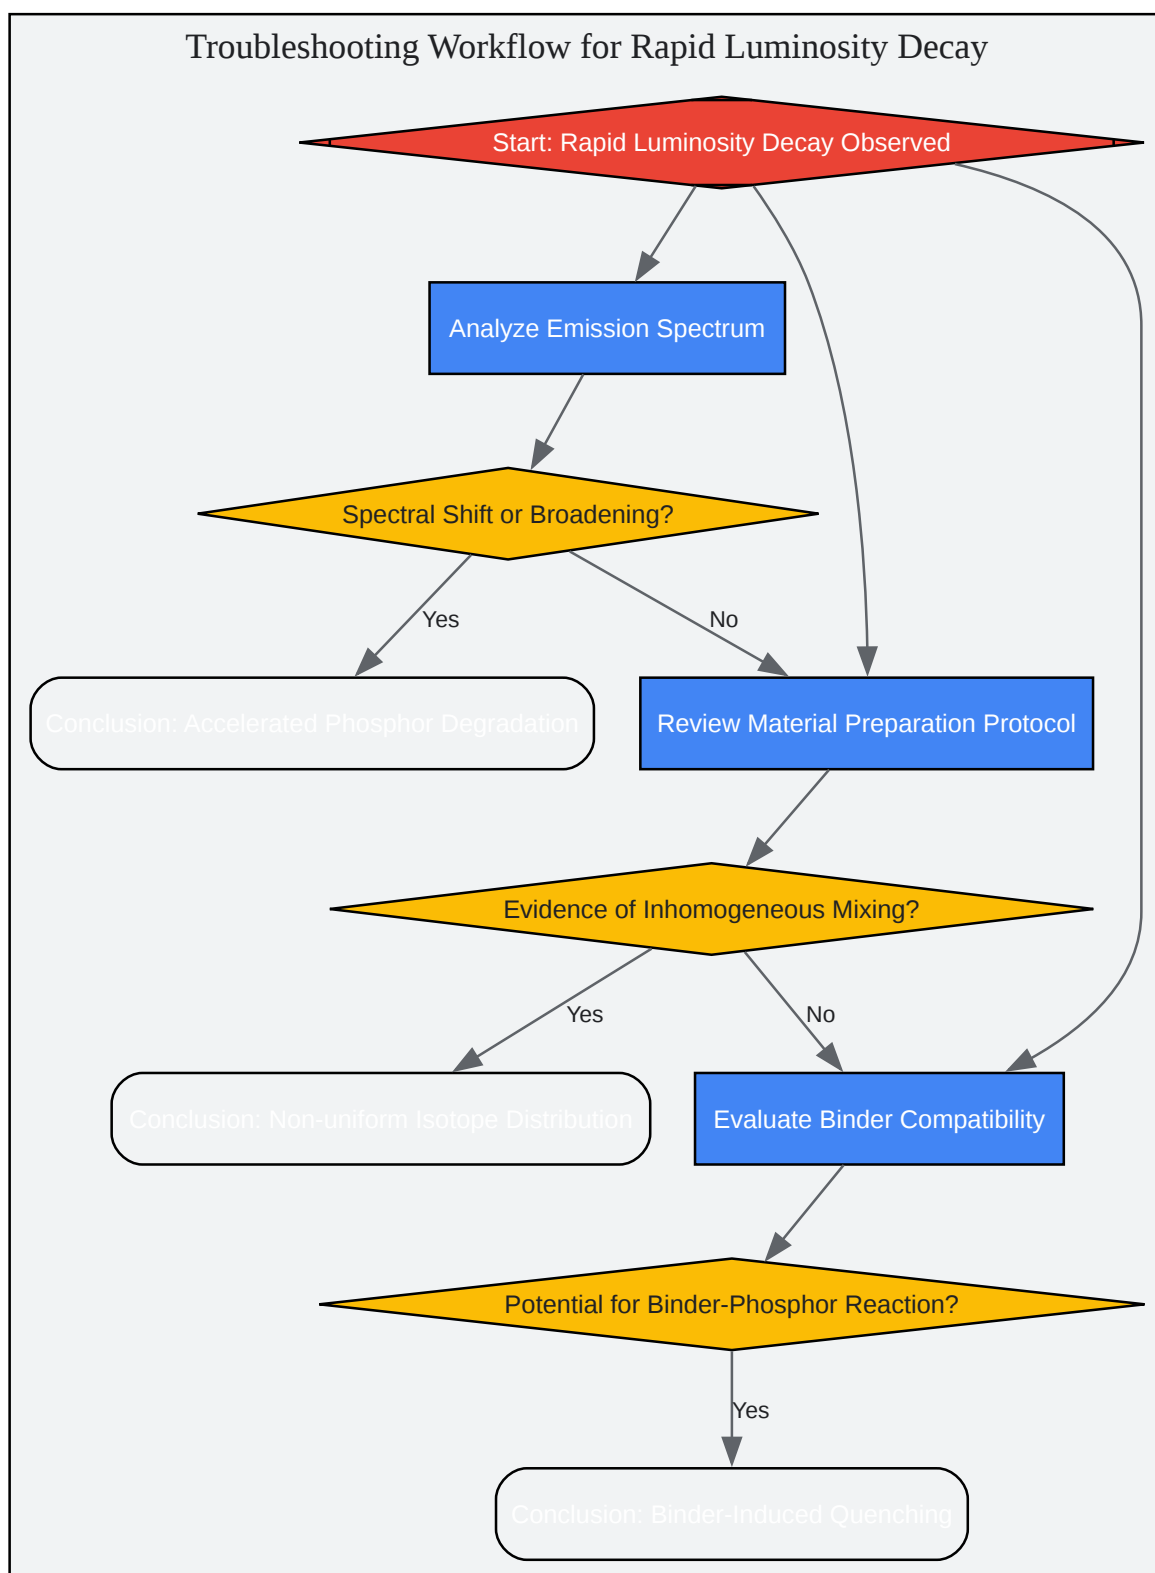 Troubleshooting Workflow for Rapid Luminosity Decay
Start: Rapid Luminosity Decay Observed
Analyze Emission Spectrum
Spectral Shift or Broadening?
Yes
No
Conclusion: Accelerated Phosphor Degradation
Review Material Preparation Protocol
Evidence of Inhomogeneous Mixing?
Yes
No
Conclusion: Non-uniform Isotope Distribution
Evaluate Binder Compatibility
Potential for Binder-Phosphor Reaction?
Yes
Conclusion: Binder-Induced Quenching